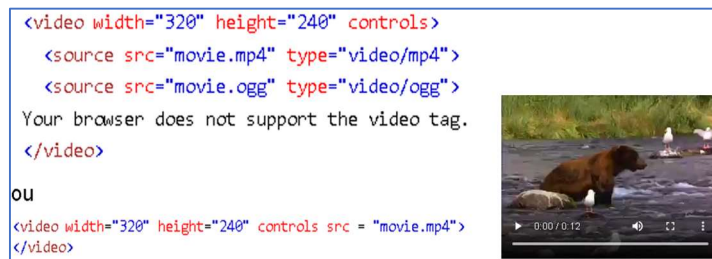 <video width="320" height="240" controls>
<source src="movie.mp4" type="video/mp4">
<source src="movie.ogg" type="video/ogg">
Your browser does not support the video tag.
</video>
ou
<video width="320" height="240" controls src = "movie.mp4">
</video>
0:00 / 0:12